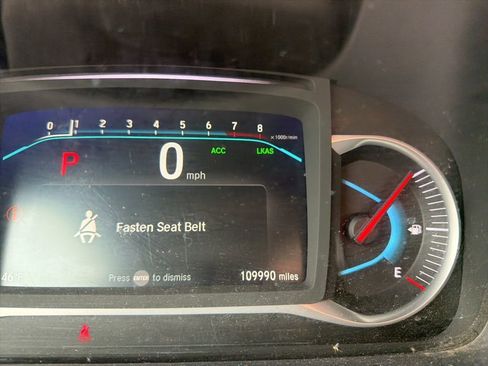 0 1 2 3 4 5 6 7 8 x1000r/min
P 0 mph ACC LKAS
Fasten Seat Belt
E
46°F Press ENTER to dismiss 109990 miles